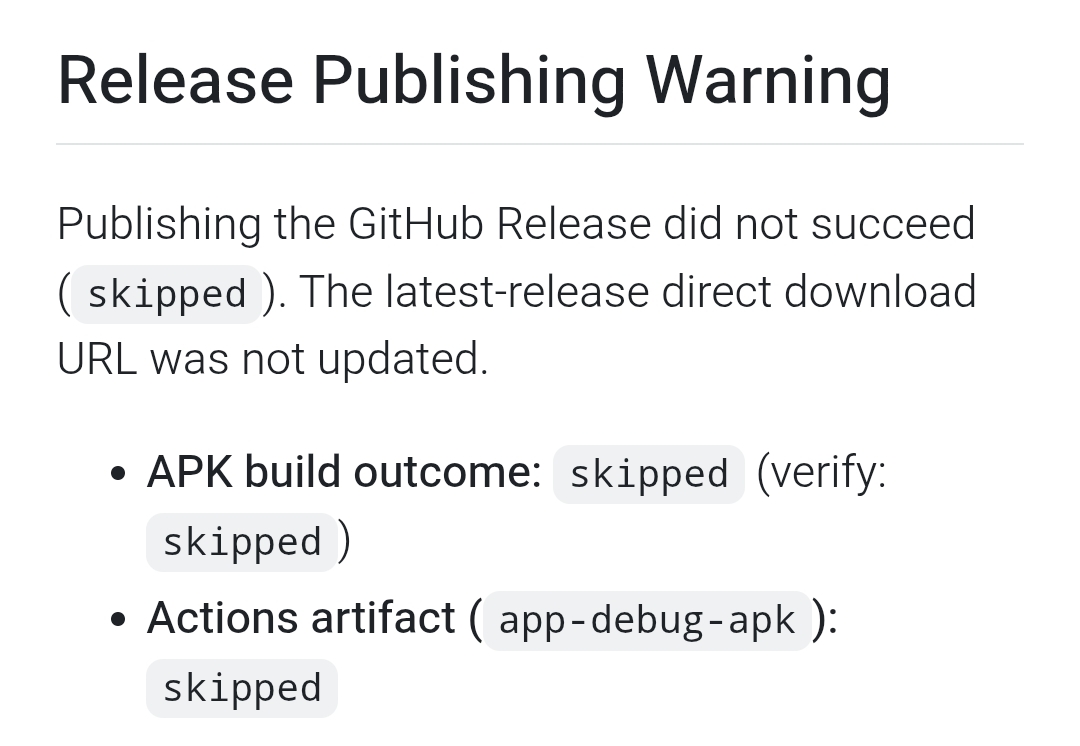 Release Publishing Warning
Publishing the GitHub Release did not succeed
(skipped). The latest-release direct download
URL was not updated.
• APK build outcome: skipped (verify:
skipped)
• Actions artifact (app-debug-apk):
skipped